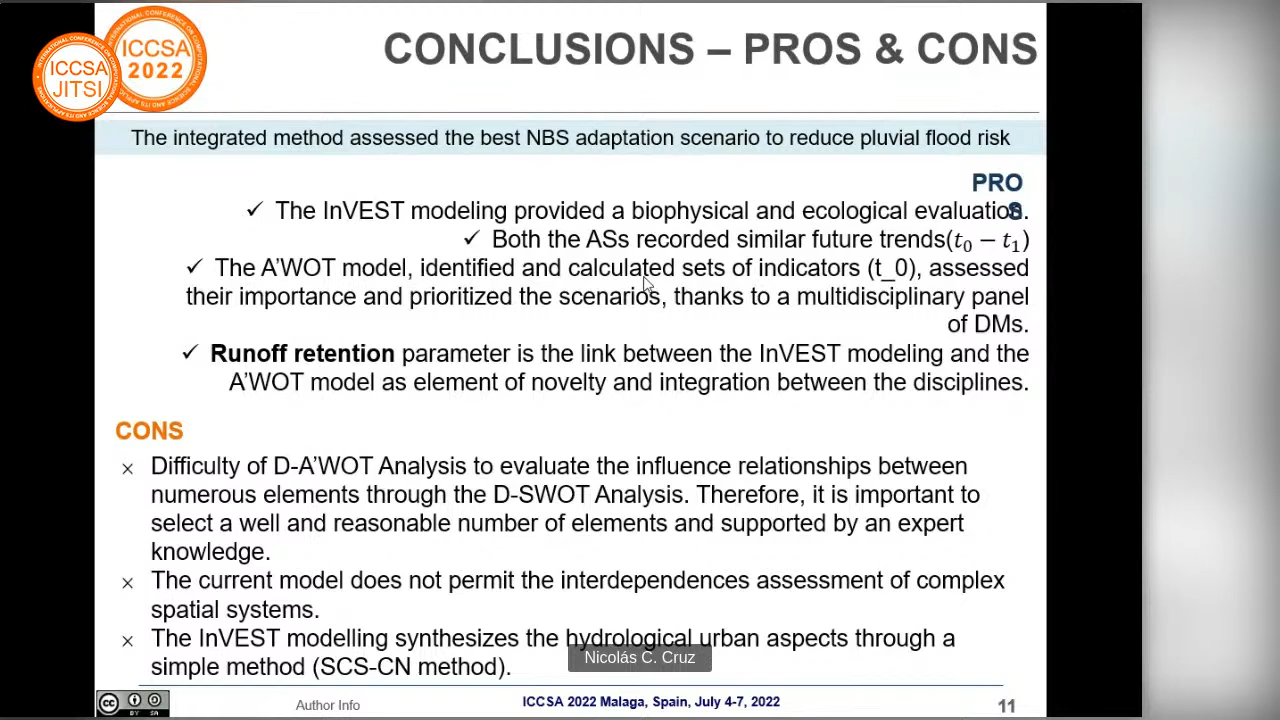 ICCSA
JITSI
ICCSA
2022
CONCLUSIONS – PROS & CONS
The integrated method assessed the best NBS adaptation scenario to reduce pluvial flood risk
PRO
S
✓ The InVEST modeling provided a biophysical and ecological evaluation.
✓ Both the ASs recorded similar future trends(t₀ − t₁)
✓ The A’WOT model, identified and calculated sets of indicators (t_0), assessed
their importance and prioritized the scenarios, thanks to a multidisciplinary panel
of DMs.
✓ Runoff retention parameter is the link between the InVEST modeling and the
A’WOT model as element of novelty and integration between the disciplines.
CONS
× Difficulty of D-A’WOT Analysis to evaluate the influence relationships between
numerous elements through the D-SWOT Analysis. Therefore, it is important to
select a well and reasonable number of elements and supported by an expert
knowledge.
× The current model does not permit the interdependences assessment of complex
spatial systems.
× The InVEST modelling synthesizes the hydrological urban aspects through a
simple method (SCS-CN method).
Nicolás C. Cruz
cc BY SA
Author Info
ICCSA 2022 Malaga, Spain, July 4-7, 2022
11